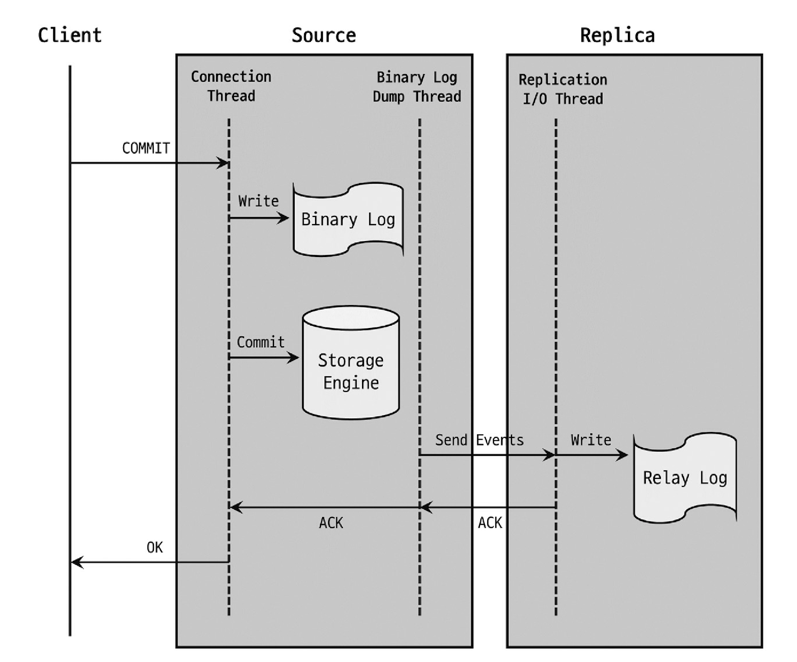 Client
Source
Replica
Connection
Thread
Binary Log
Dump Thread
Replication
I/O Thread
COMMIT
Write
Binary Log
Commit
Storage
Engine
Send Events
Write
Relay Log
ACK
ACK
OK